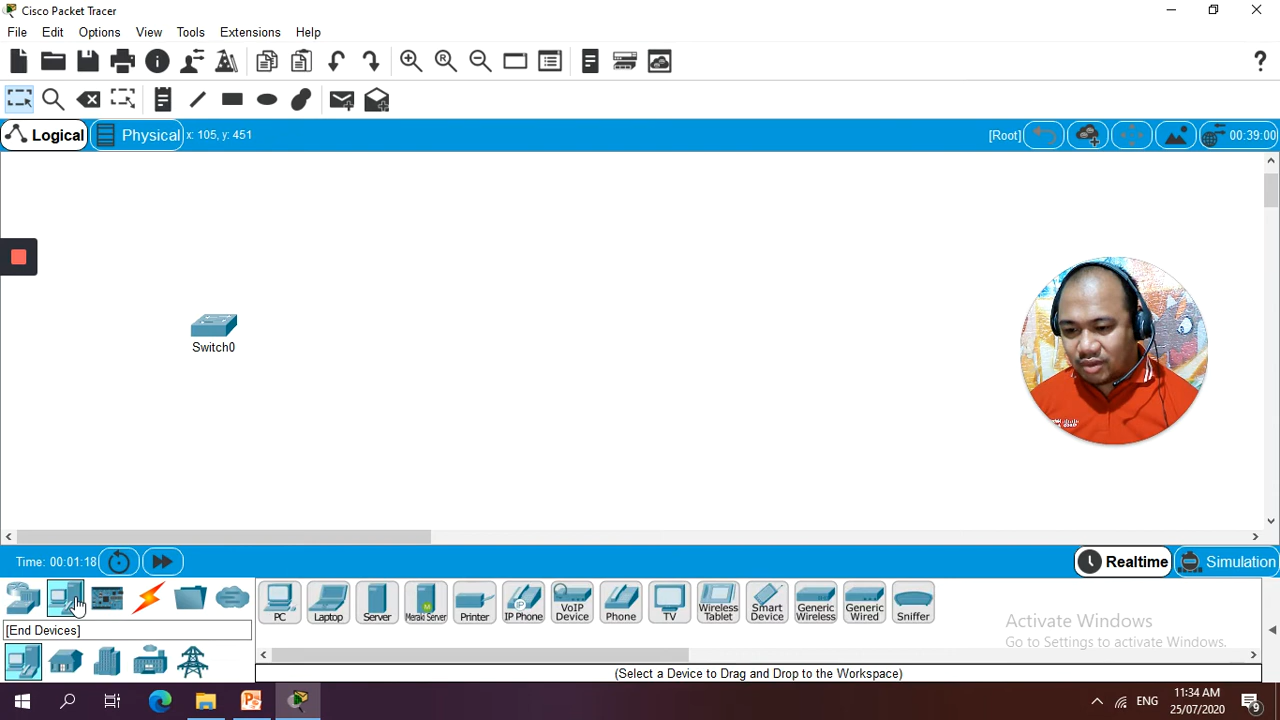 Cisco Packet Tracer
File Edit Options View Tools Extensions Help
Logical Physical x: 105, y: 451 [Root] 00:39:00
Switch0
Time: 00:01:18 Realtime Simulation
PC Laptop Server Meraki Server Printer IP Phone VoIP Device Phone TV Wireless Tablet Smart Device Generic Wireless Generic Wired Sniffer
[End Devices]
Activate Windows
Go to Settings to activate Windows.
(Select a Device to Drag and Drop to the Workspace)
ENG 11:34 AM
25/07/2020 9